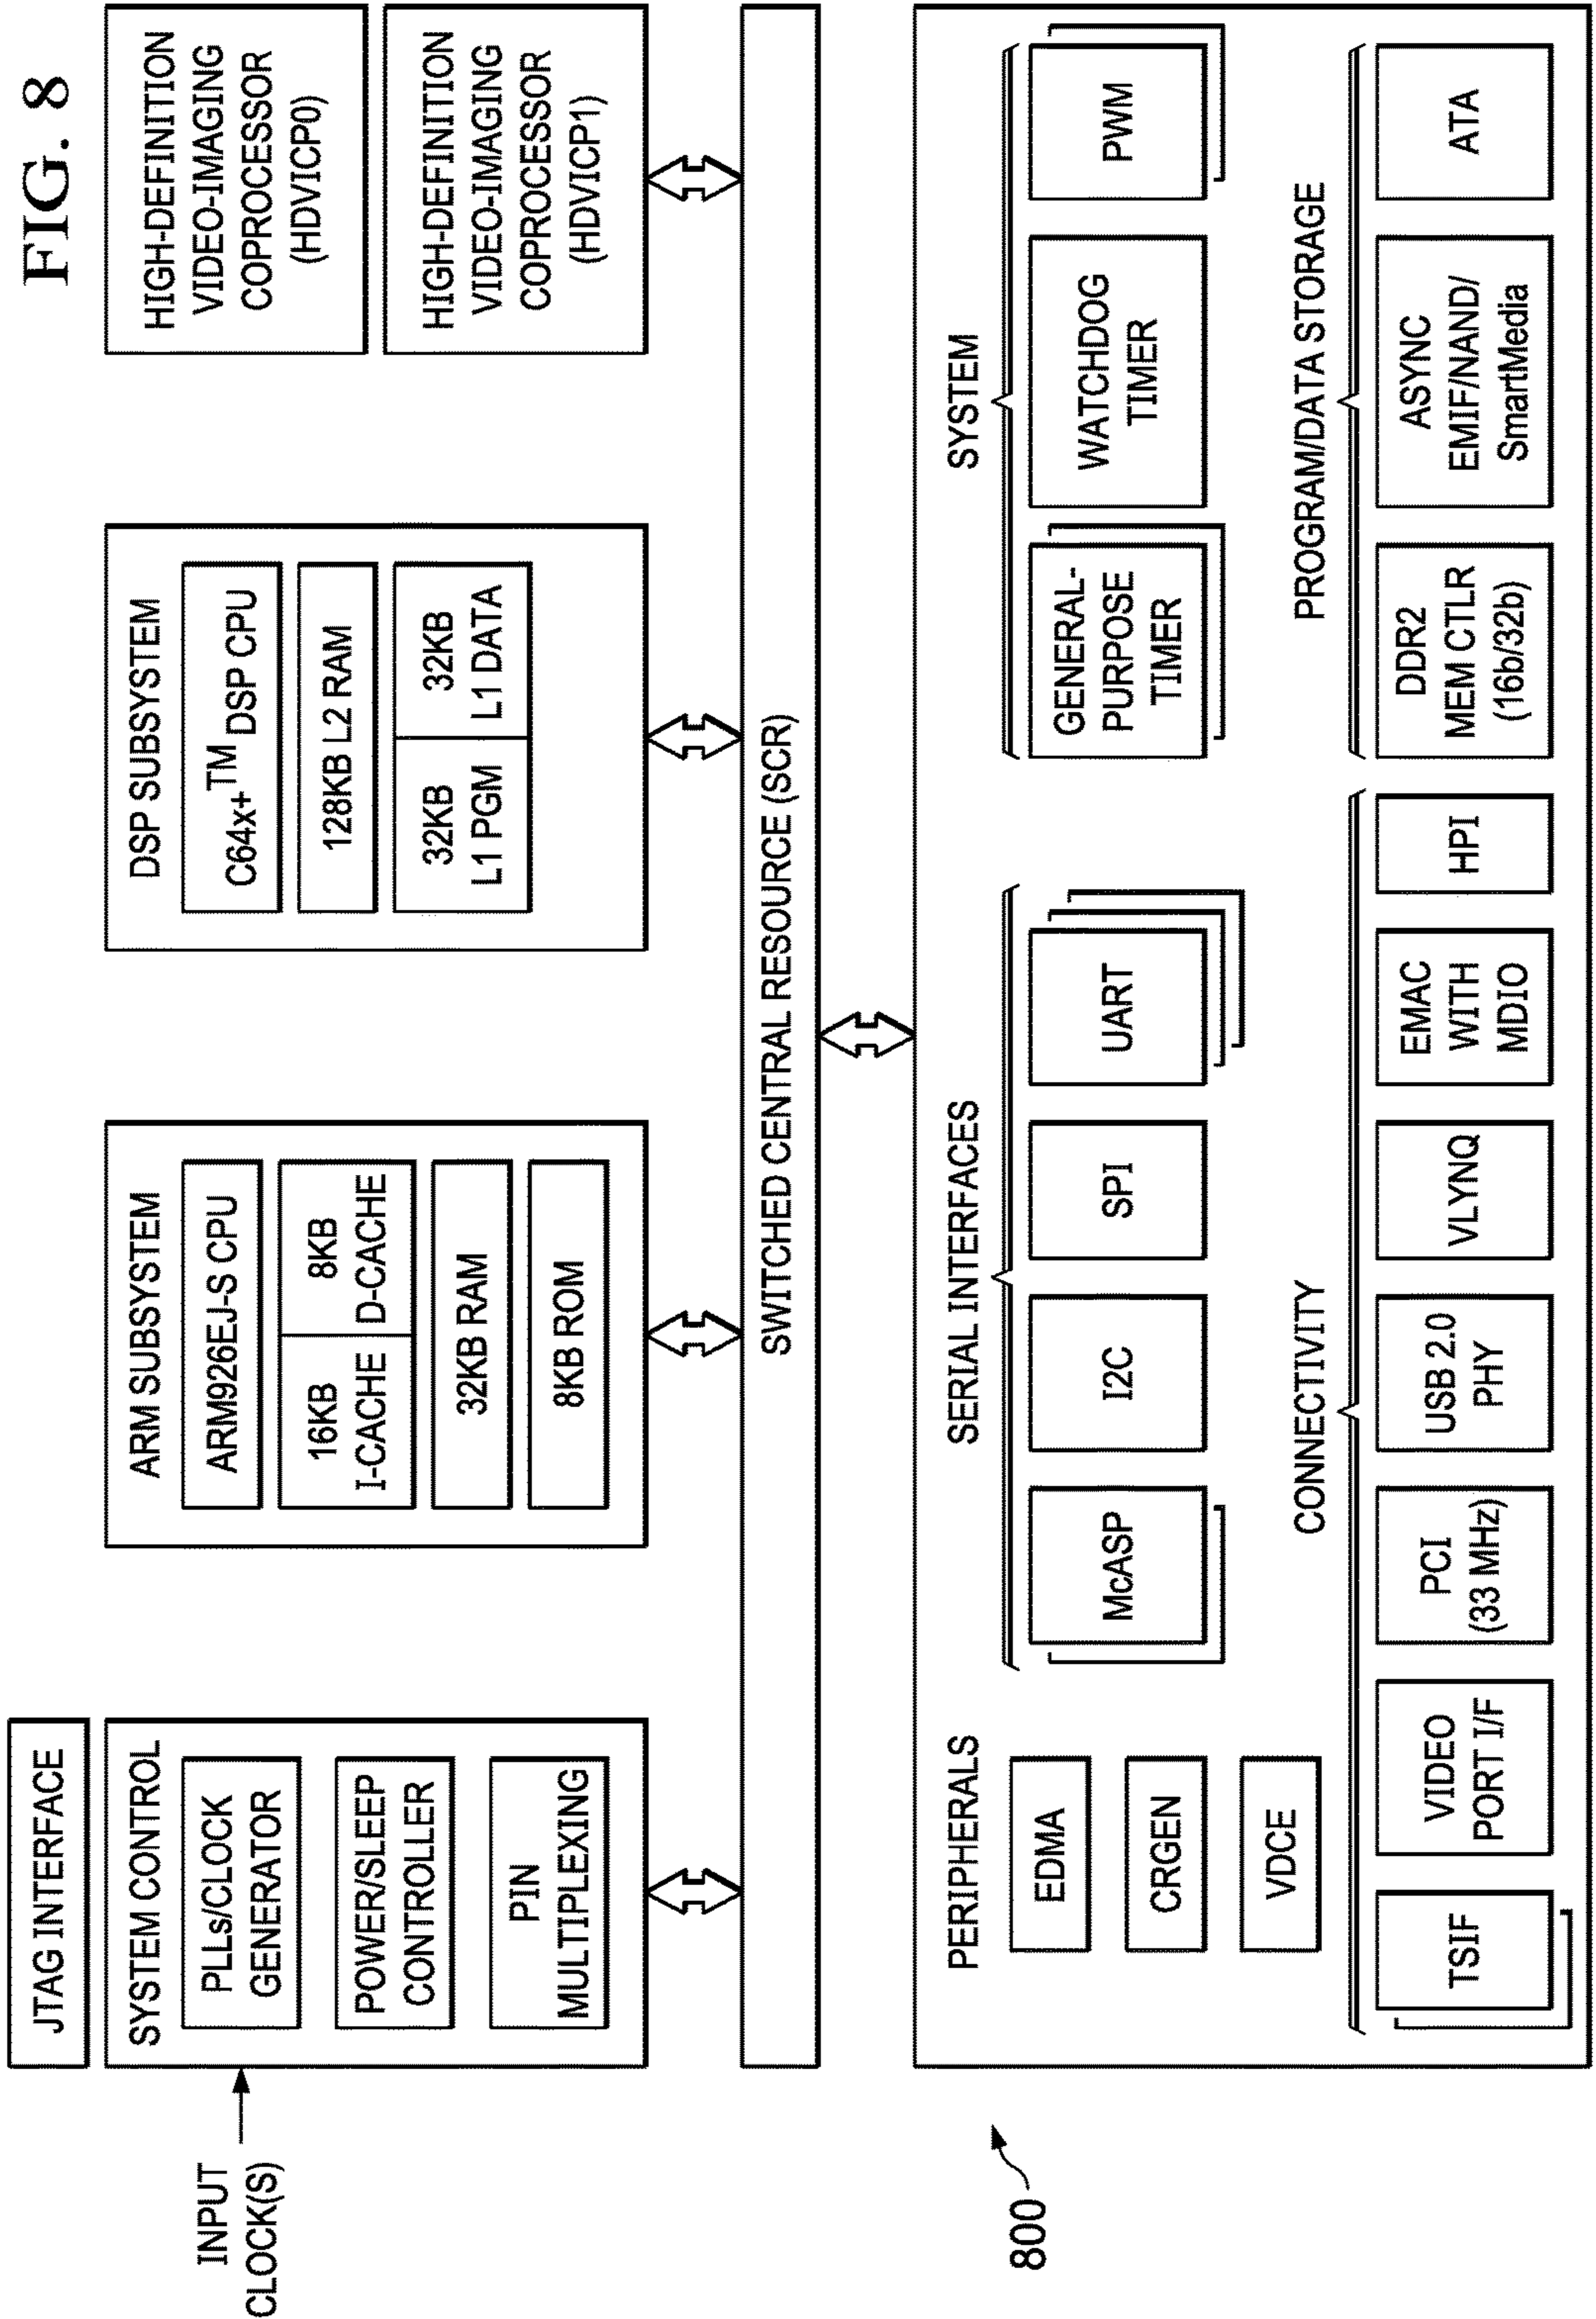 FIG. 8
JTAG INTERFACE
INPUT
CLOCK(S)
SYSTEM CONTROL
PLLs/CLOCK
GENERATOR
POWER/SLEEP
CONTROLLER
PIN
MULTIPLEXING
ARM SUBSYSTEM
ARM926EJ-S CPU
16KB
I-CACHE
8KB
D-CACHE
32KB RAM
8KB ROM
DSP SUBSYSTEM
C64x+™ DSP CPU
128KB L2 RAM
32KB
L1 PGM
32KB
L1 DATA
HIGH-DEFINITION
VIDEO-IMAGING
COPROCESSOR
(HDVICP0)
HIGH-DEFINITION
VIDEO-IMAGING
COPROCESSOR
(HDVICP1)
SWITCHED CENTRAL RESOURCE (SCR)
800
PERIPHERALS
EDMA
CRGEN
VDCE
SERIAL INTERFACES
McASP
I2C
SPI
UART
SYSTEM
GENERAL-
PURPOSE
TIMER
WATCHDOG
TIMER
PWM
CONNECTIVITY
TSIF
VIDEO
PORT I/F
PCI
(33 MHz)
USB 2.0
PHY
VLYNQ
EMAC
WITH
MDIO
HPI
PROGRAM/DATA STORAGE
DDR2
MEM CTLR
(16b/32b)
ASYNC
EMIF/NAND/
SmartMedia
ATA